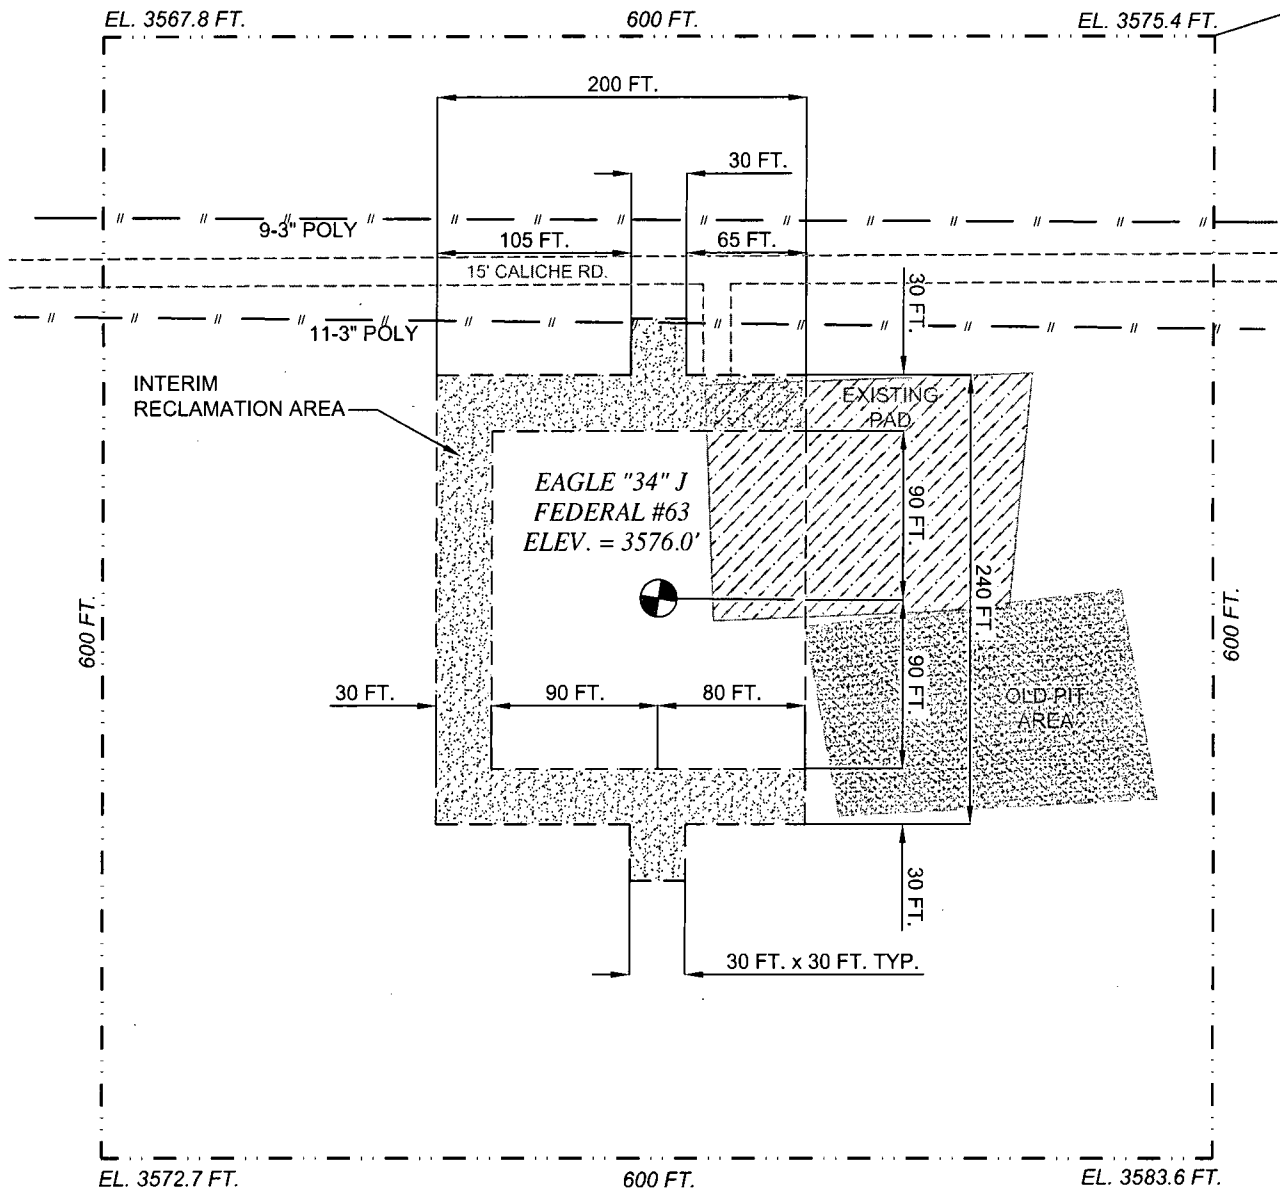 EL. 3567.8 FT.
600 FT.
EL. 3575.4 FT.
200 FT.
30 FT.
9-3" POLY
105 FT.
65 FT.
15' CALICHE RD.
30 FT.
11-3" POLY
INTERIM
RECLAMATION AREA
EXISTING
PAD
EAGLE "34" J
FEDERAL #63
ELEV. = 3576.0'
90 FT.
240 FT
600 FT.
600 FT.
90 FT.
30 FT.
90 FT.
80 FT.
OLD PIT
AREA
30 FT.
30 FT. x 30 FT. TYP.
EL. 3572.7 FT.
600 FT.
EL. 3583.6 FT.